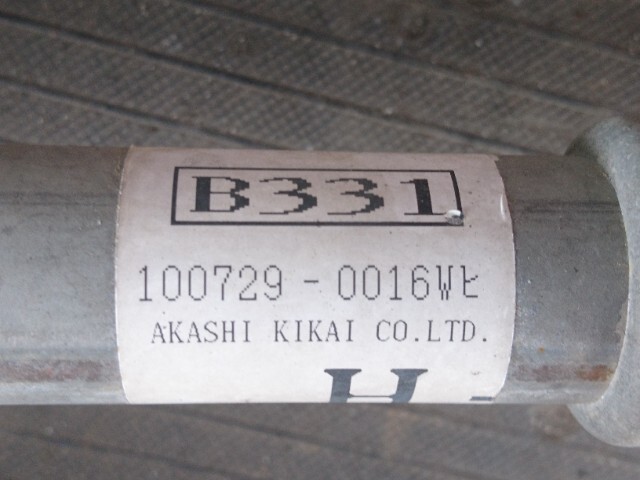 B331
100729-0016Wヒ
AKASHI KIKAI CO.LTD.
H-